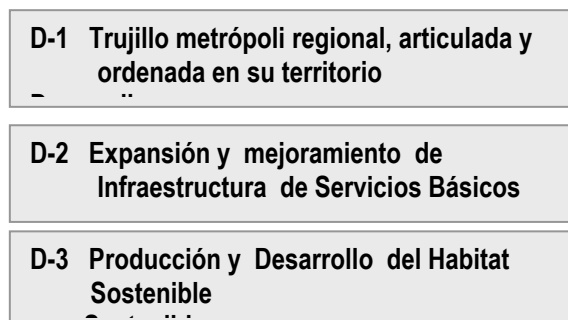 D-1 Trujillo metrópoli regional, articulada y
ordenada en su territorio
D-2 Expansión y mejoramiento de
Infraestructura de Servicios Básicos
D-3 Producción y Desarrollo del Habitat
Sostenible